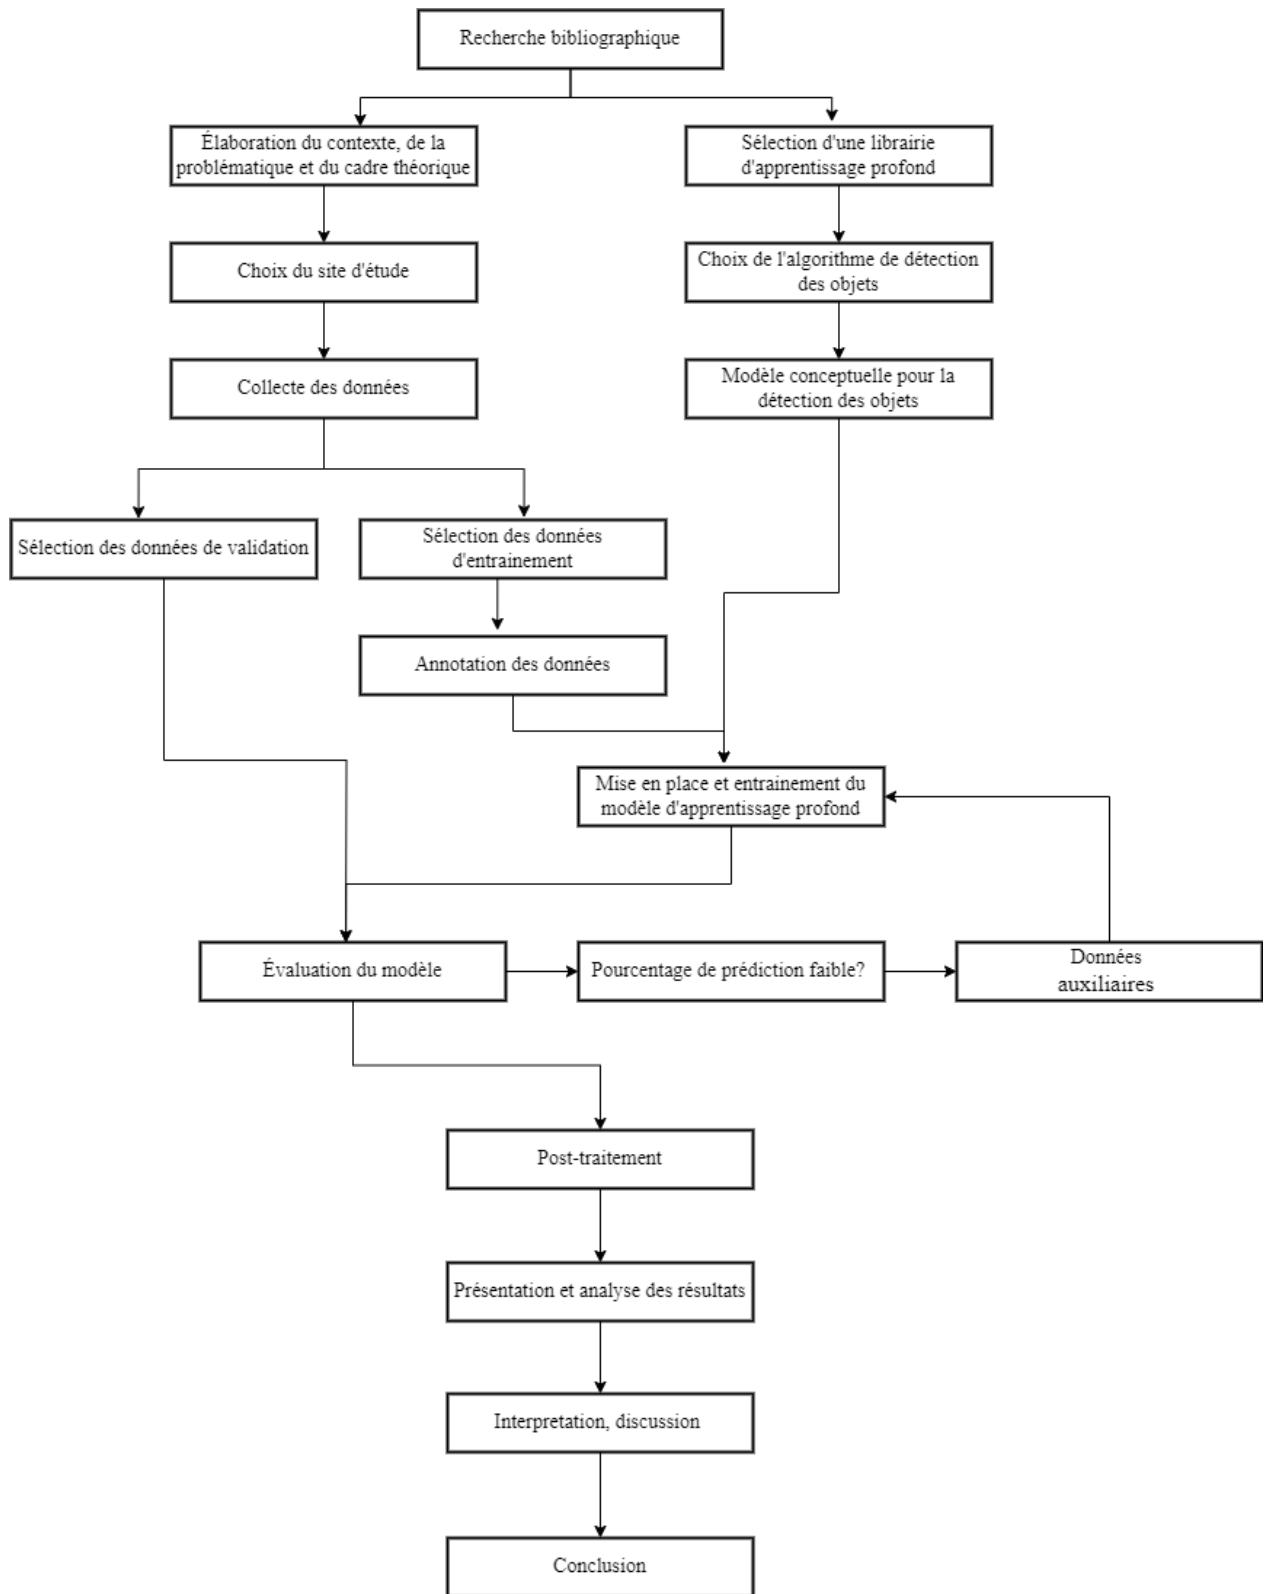 Recherche bibliographique
Élaboration du contexte, de la
problématique et du cadre théorique
Sélection d'une librairie
d'apprentissage profond
Choix du site d'étude
Choix de l'algorithme de détection
des objets
Collecte des données
Modèle conceptuelle pour la
détection des objets
Sélection des données de validation
Sélection des données
d'entrainement
Annotation des données
Mise en place et entrainement du
modèle d'apprentissage profond
Évaluation du modèle
Pourcentage de prédiction faible?
Données
auxiliaires
Post-traitement
Présentation et analyse des résultats
Interpretation, discussion
Conclusion